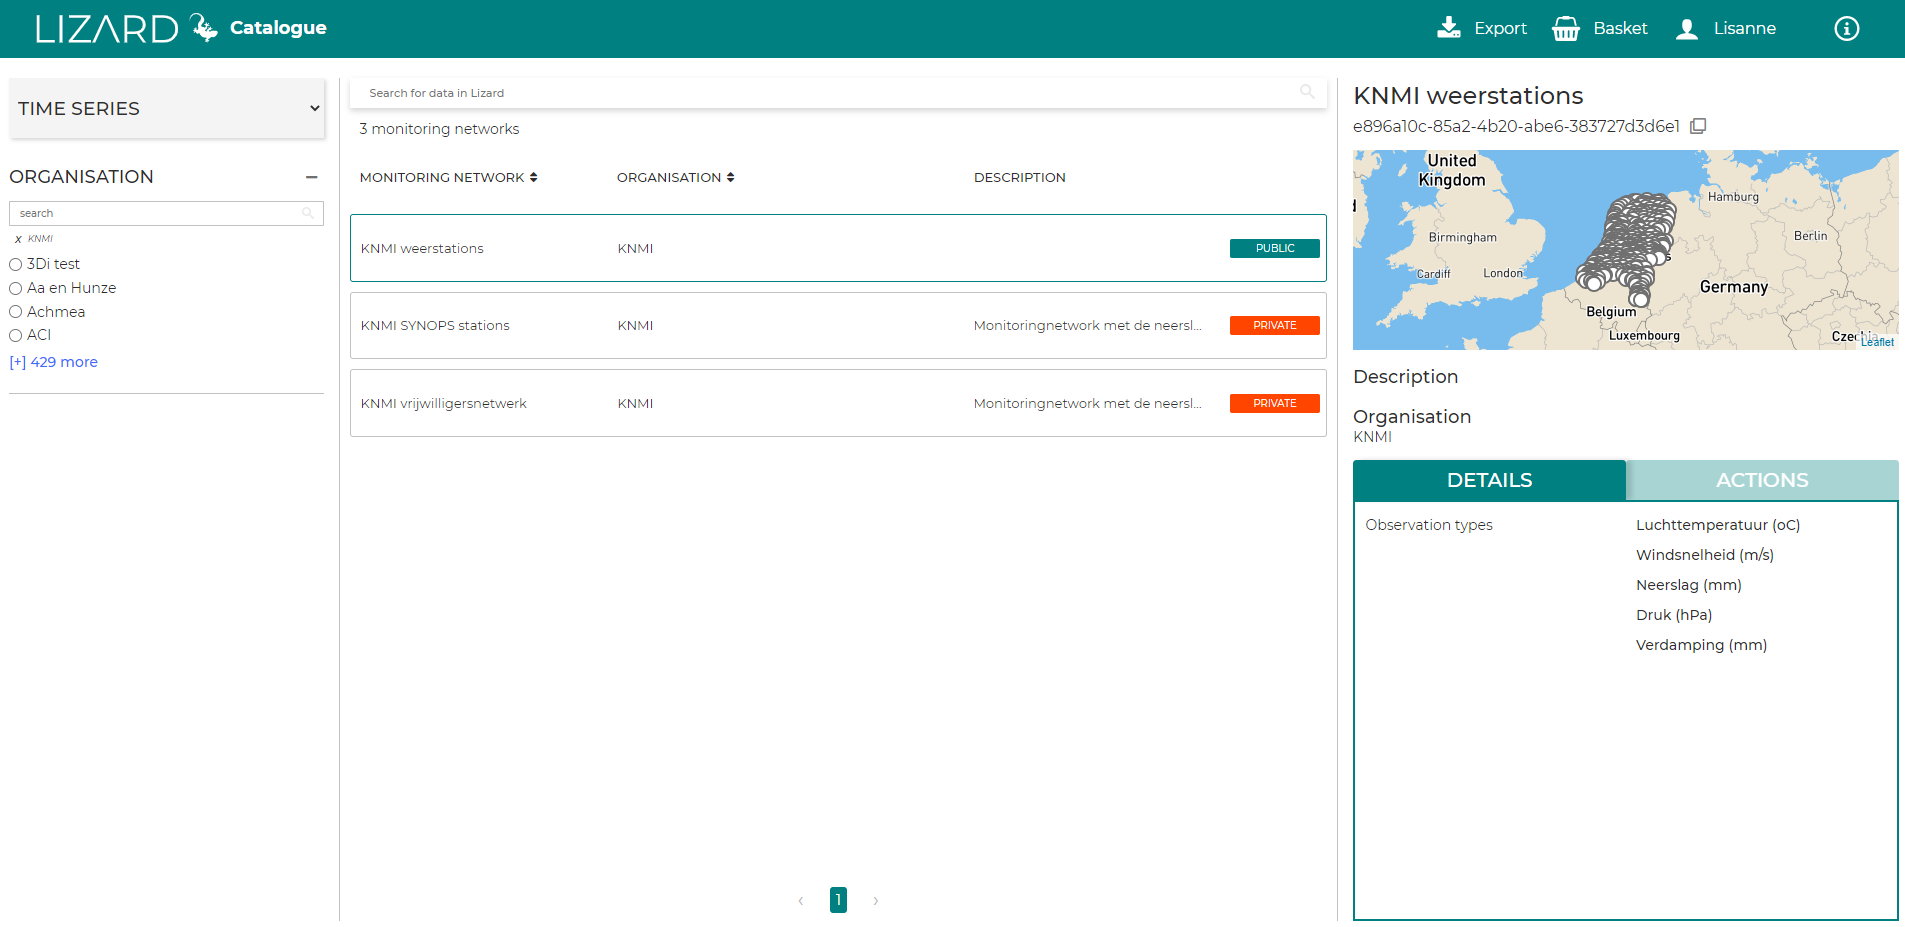 LIZARD Catalogue
Export Basket Lisanne
TIME SERIES
ORGANISATION
search
x KNMI
3Di test
Aa en Hunze
Achmea
ACI
[+] 429 more
Search for data in Lizard
3 monitoring networks
MONITORING NETWORK ORGANISATION DESCRIPTION
KNMI weerstations KNMI PUBLIC
KNMI SYNOPS stations KNMI Monitoringnetwork met de neersl... PRIVATE
KNMI vrijwilligersnetwerk KNMI Monitoringnetwork met de neersl... PRIVATE
‹ 1 ›
KNMI weerstations
e896a10c-85a2-4b20-abe6-383727d3d6e1
United
Kingdom
Hamburg
Birmingham
Berlin
Cardiff London
Germany
Belgium
Luxembourg
Leaflet
Description
Organisation
KNMI
DETAILS ACTIONS
Observation types Luchttemperatuur (oC)
Windsnelheid (m/s)
Neerslag (mm)
Druk (hPa)
Verdamping (mm)